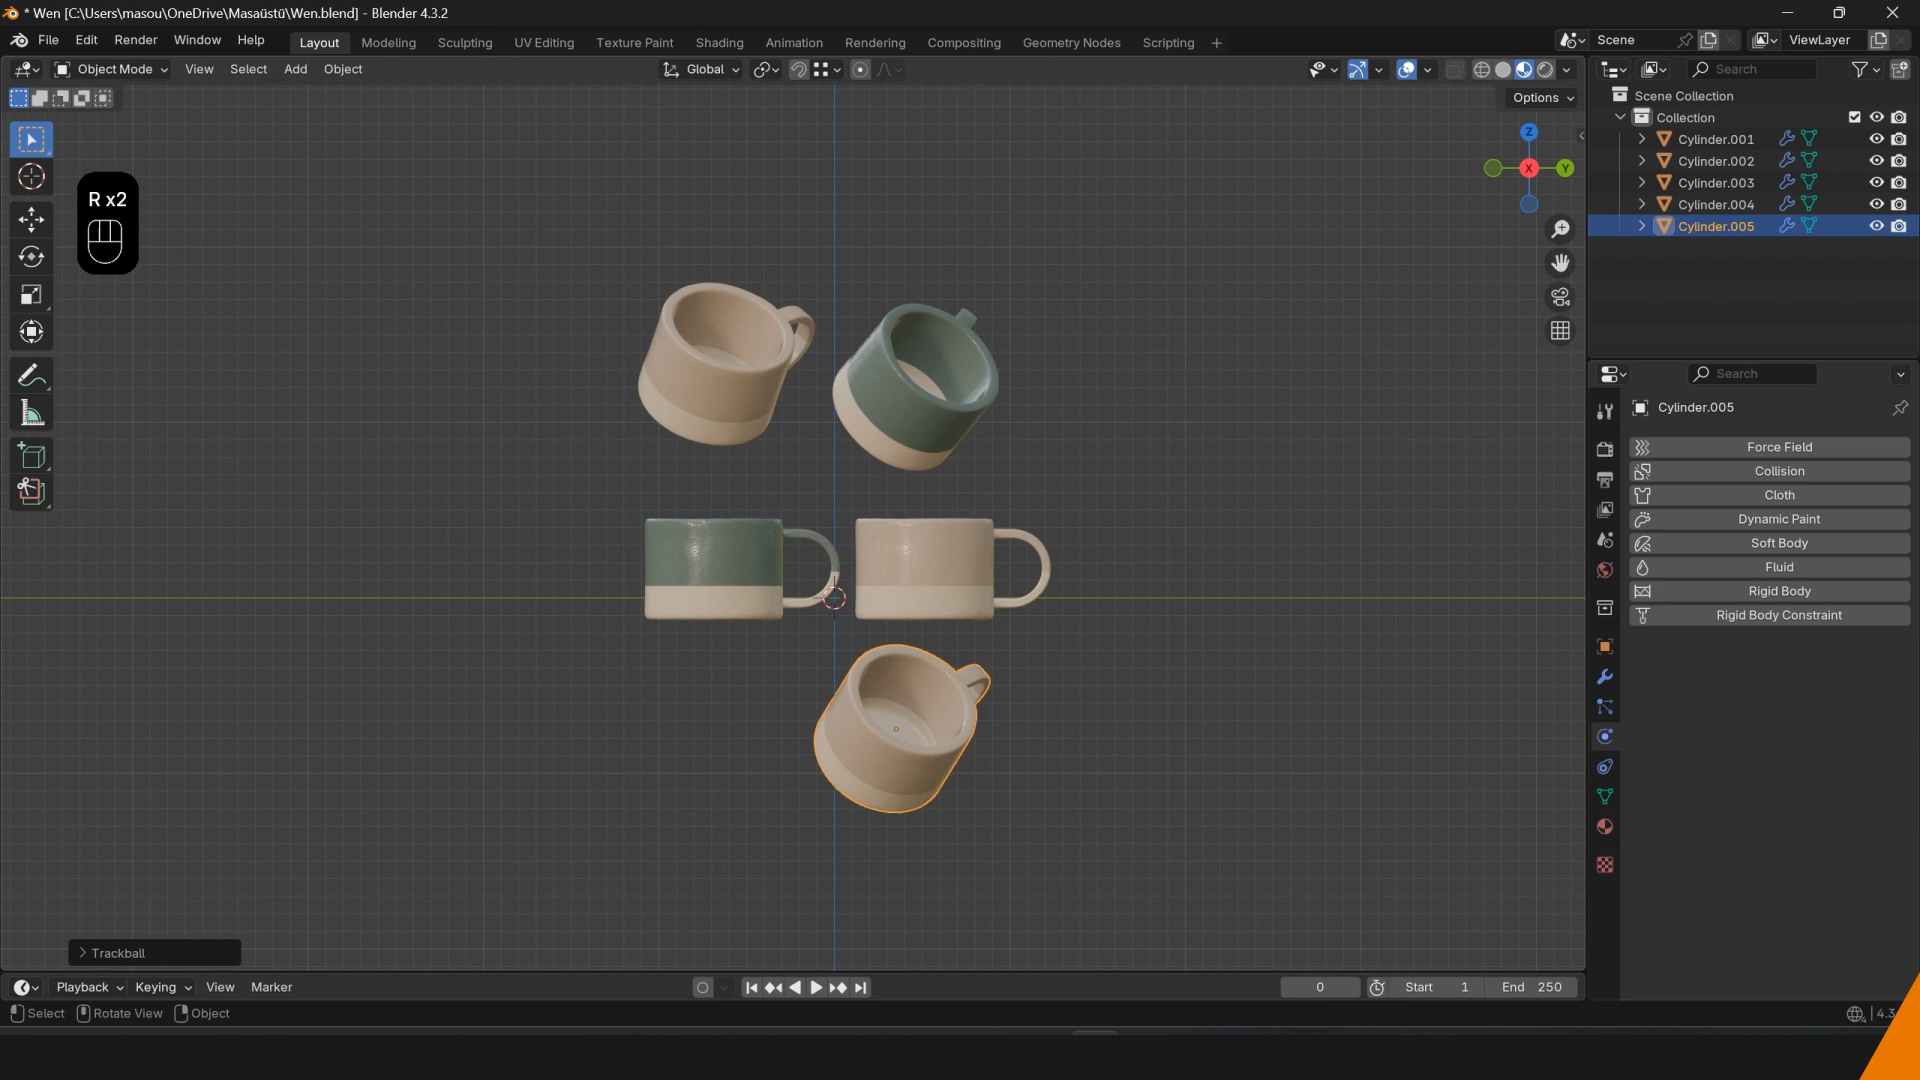 * Wen [C:\Users\masou\OneDrive\Masaüstü\Wen.blend] - Blender 4.3.2
File Edit Render Window Help Layout Modeling Sculpting UV Editing Texture Paint Shading Animation Rendering Compositing Geometry Nodes Scripting + Scene ViewLayer
Object Mode View Select Add Object Global Search
Options
Z
X
Y
R x2
Scene Collection
Collection
Cylinder.001
Cylinder.002
Cylinder.003
Cylinder.004
Cylinder.005
Search
Cylinder.005
Force Field
Collision
Cloth
Dynamic Paint
Soft Body
Fluid
Rigid Body
Rigid Body Constraint
Trackball
Playback Keying View Marker 0 Start 1 End 250
Select Rotate View Object